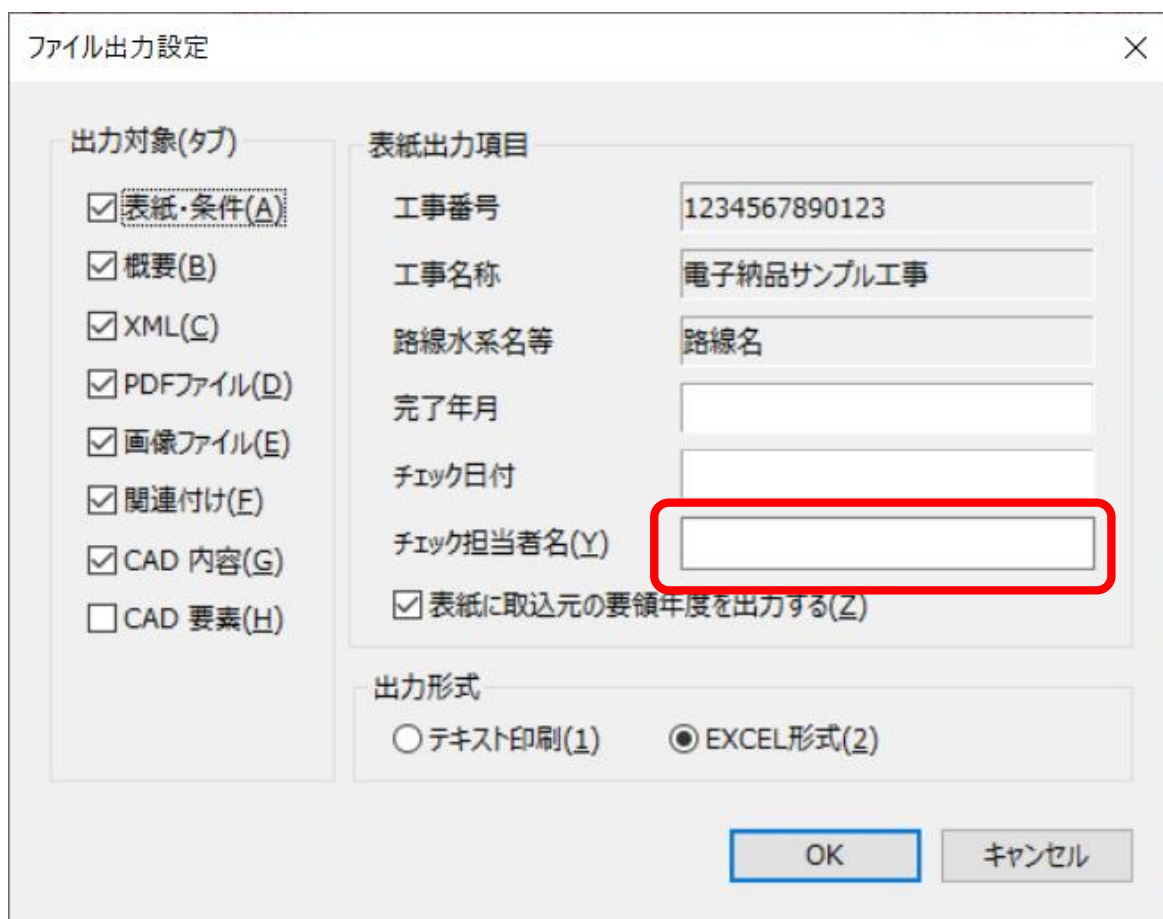 ファイル出力設定
出力対象(タブ)
表紙・条件(A)
概要(B)
XML(C)
PDFファイル(D)
画像ファイル(E)
関連付け(F)
CAD 内容(G)
CAD 要素(H)
表紙出力項目
工事番号 1234567890123
工事名称 電子納品サンプル工事
路線水系名等 路線名
完了年月
チェック日付
チェック担当者名(Y)
表紙に取込元の要領年度を出力する(Z)
出力形式
テキスト印刷(1) EXCEL形式(2)
OK キャンセル